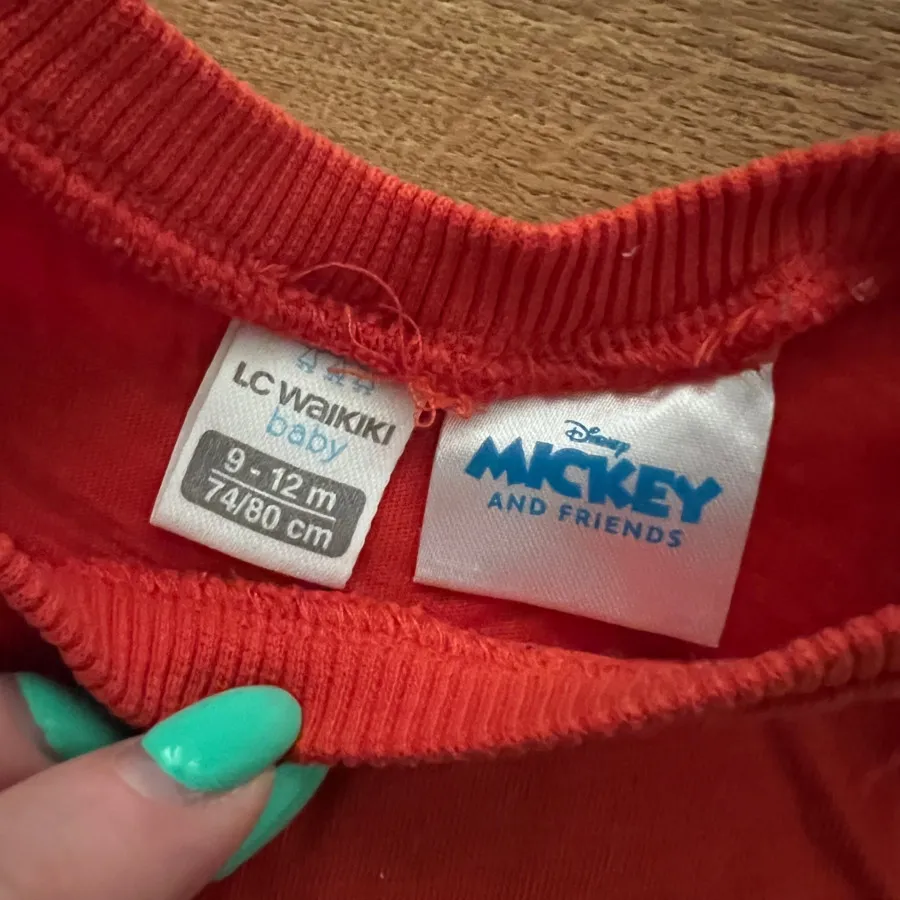 LC WAIKIKI
baby
9 - 12 m
74/80 cm
Disney
MICKEY
AND FRIENDS